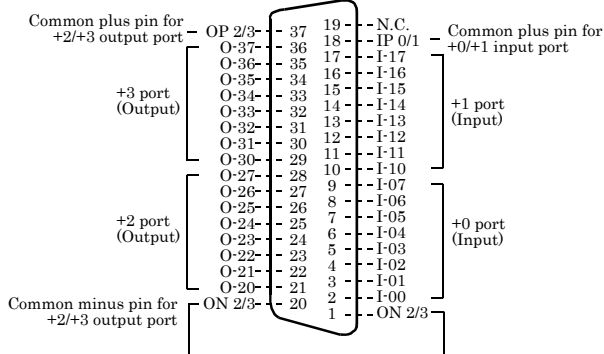 Common plus pin for
+2/+3 output port
OP 2/3 37
O-37 36
O-36 35
O-35 34
O-34 33
O-33 32
O-32 31
O-31 30
O-30 29
O-27 28
O-26 27
O-25 26
O-24 25
O-23 24
O-22 23
O-21 22
O-20 21
ON 2/3 20
+3 port
(Output)
+2 port
(Output)
Common minus pin for
+2/+3 output port
19 N.C.
18 IP 0/1
17 I-17
16 I-16
15 I-15
14 I-14
13 I-13
12 I-12
11 I-11
10 I-10
9 I-07
8 I-06
7 I-05
6 I-04
5 I-03
4 I-02
3 I-01
2 I-00
1 ON 2/3
Common plus pin for
+0/+1 input port
+1 port
(Input)
+0 port
(Input)